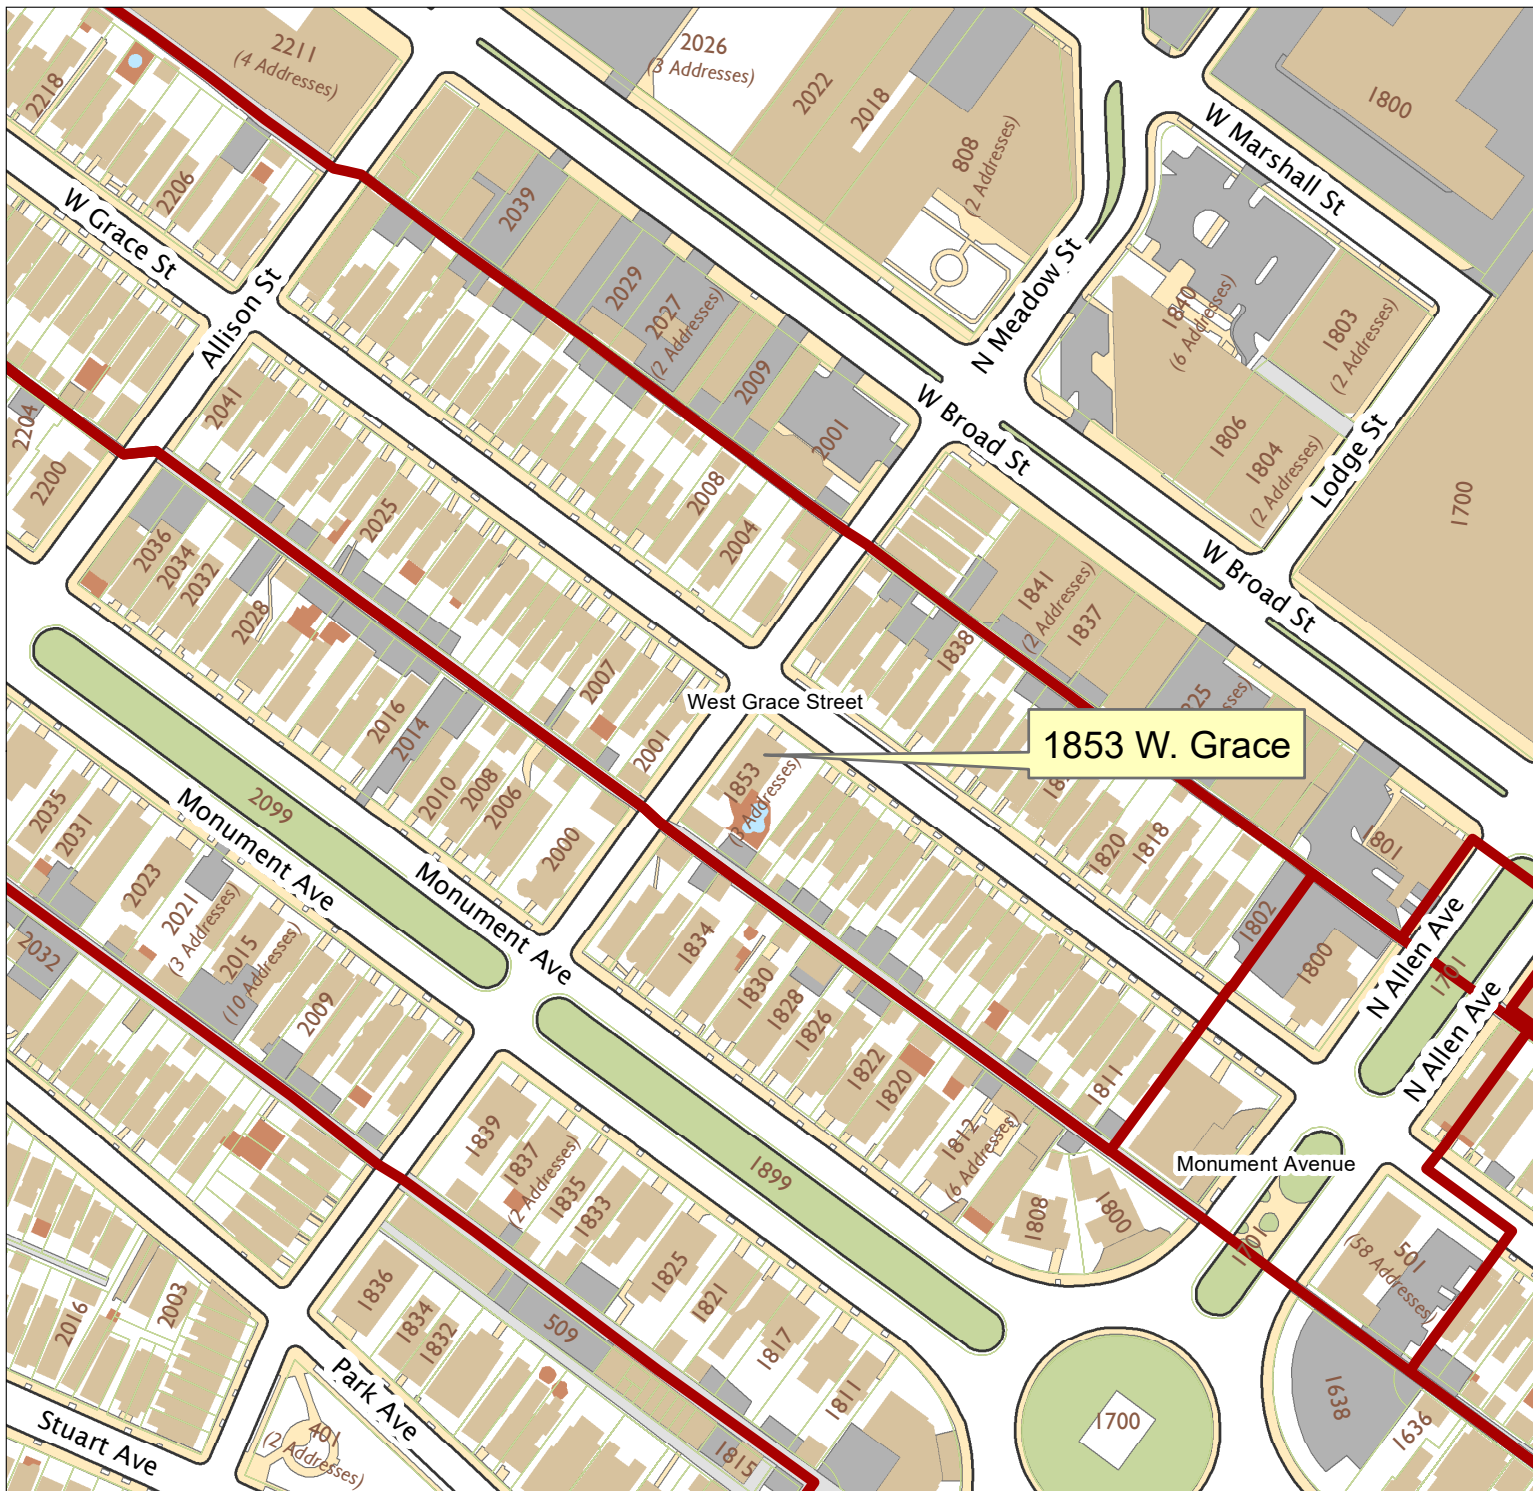 2211
(4 Addresses)
2026
(3 Addresses)
2022
2018
808
(2 Addresses)
1800
W Marshall St
2218
2206
W Grace St
Allison St
2039
2029
2027
(2 Addresses)
2009
2001
N Meadow St
1840
(6 Addresses)
1803
(2 Addresses)
1806
1804
(2 Addresses)
Lodge St
1700
W Broad St
W Broad St
2204
2200
2041
2025
2008
2004
2036
2034
2032
2028
2016
2014
2010
2008
2006
2000
2007
2001
West Grace Street
1841
(2 Addresses)
1837
1838
1853 W. Grace
1853
(3 Addresses)
1820
1818
1801
1802
1800
N Allen Ave
1701
N Allen Ave
2099
Monument Ave
Monument Ave
2035
2031
2023
2021
(3 Addresses)
2015
(10 Addresses)
2009
2032
1834
1830
1828
1826
1822
1820
1812
(6 Addresses)
1811
1808
1800
Monument Avenue
1701
501
(58 Addresses)
1638
1636
1899
1839
1837
(2 Addresses)
1835
1833
1825
1821
1817
1811
1836
1834
1832
509
1815
1700
2016
2003
Park Ave
401
(2 Addresses)
Stuart Ave